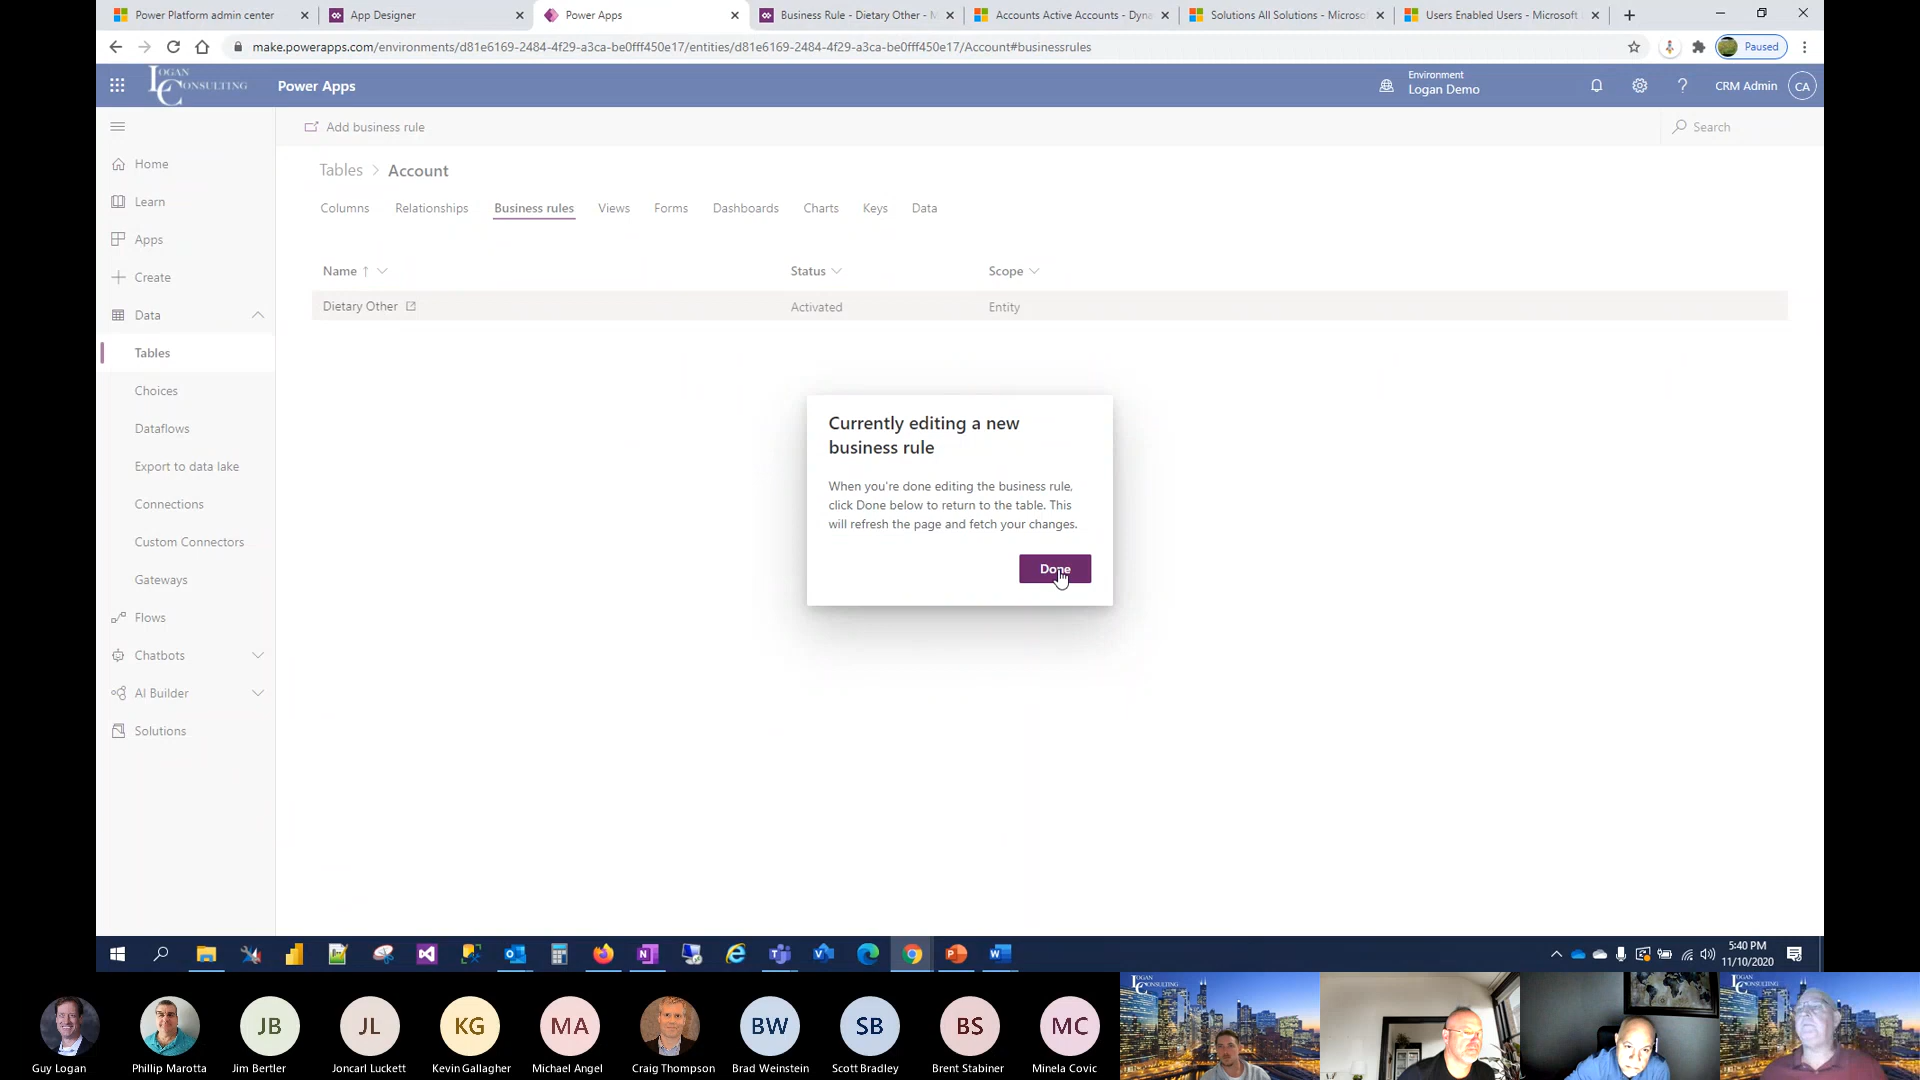 Power Platform admin center
App Designer
Power Apps
Business Rule - Dietary Other - M
Accounts Active Accounts - Dyna
Solutions All Solutions - Microsof
Users Enabled Users - Microsoft
make.powerapps.com/environments/d81e6169-2484-4f29-a3ca-be0fff450e17/entities/d81e6169-2484-4f29-a3ca-be0fff450e17/Account#businessrules
Paused
LOGAN
CONSULTING
Power Apps
Environment
Logan Demo
CRM Admin
CA
Add business rule
Search
Home
Learn
Apps
Create
Data
Tables
Choices
Dataflows
Export to data lake
Connections
Custom Connectors
Gateways
Flows
Chatbots
AI Builder
Solutions
Tables > Account
Columns Relationships Business rules Views Forms Dashboards Charts Keys Data
Name ↑ Status Scope
Dietary Other Activated Entity
Currently editing a new
business rule
When you're done editing the business rule,
click Done below to return to the table. This
will refresh the page and fetch your changes.
Done
5:40 PM
11/10/2020
JB
JL
KG
MA
BW
SB
BS
MC
Guy Logan
Phillip Marotta
Jim Bertler
Joncarl Luckett
Kevin Gallagher
Michael Angel
Craig Thompson
Brad Weinstein
Scott Bradley
Brent Stabiner
Minela Covic
LOGAN
CONSULTING
LOGAN
CONSULTING